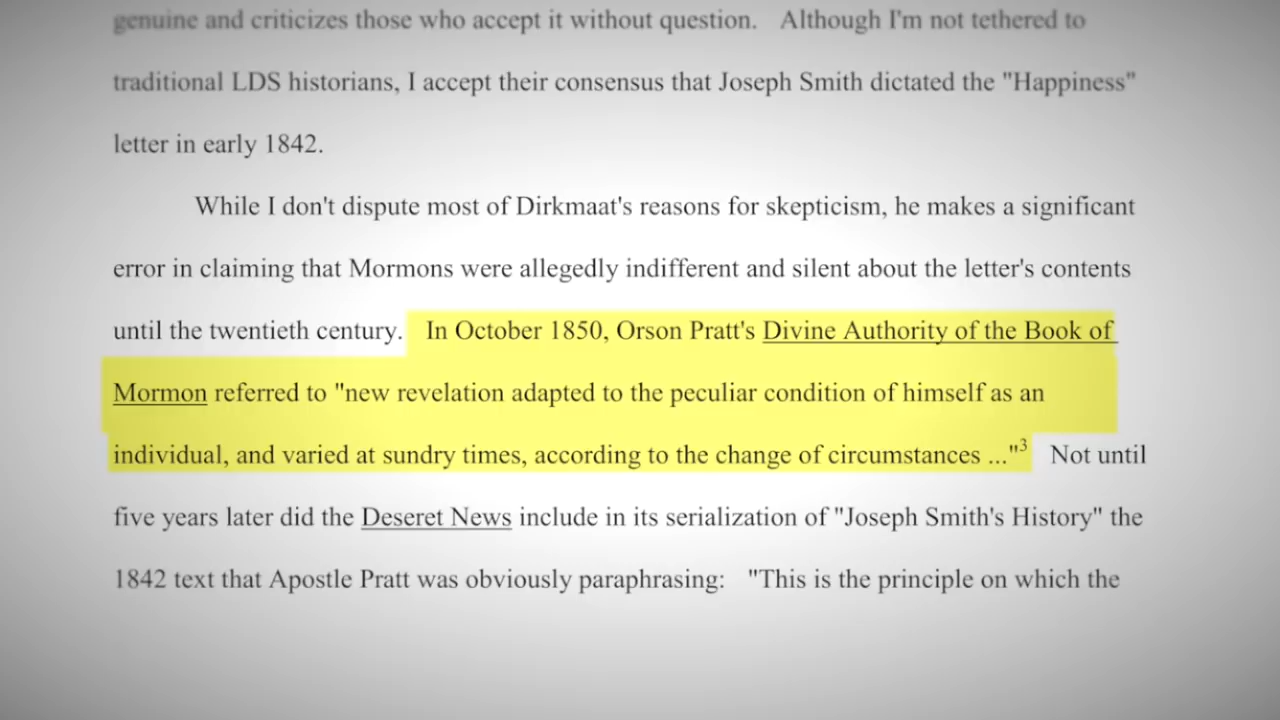 genuine and criticizes those who accept it without question. Although I'm not tethered to
traditional LDS historians, I accept their consensus that Joseph Smith dictated the "Happiness"
letter in early 1842.
While I don't dispute most of Dirkmaat's reasons for skepticism, he makes a significant
error in claiming that Mormons were allegedly indifferent and silent about the letter's contents
until the twentieth century. In October 1850, Orson Pratt's Divine Authority of the Book of
Mormon referred to "new revelation adapted to the peculiar condition of himself as an
individual, and varied at sundry times, according to the change of circumstances ..."3 Not until
five years later did the Deseret News include in its serialization of "Joseph Smith's History" the
1842 text that Apostle Pratt was obviously paraphrasing: "This is the principle on which the